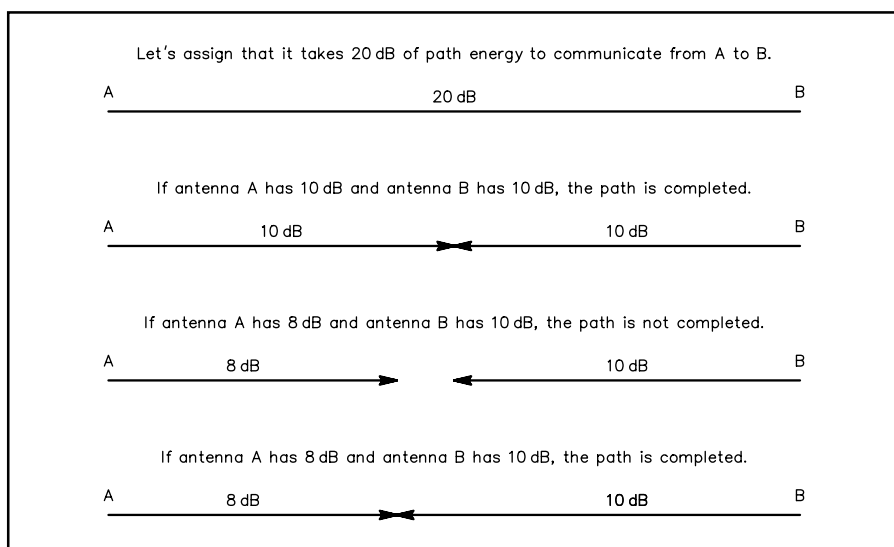 Let's assign that it takes 20 dB of path energy to communicate from A to B.
A 20 dB B
If antenna A has 10 dB and antenna B has 10 dB, the path is completed.
A 10 dB 10 dB B
If antenna A has 8 dB and antenna B has 10 dB, the path is not completed.
A 8 dB 10 dB B
If antenna A has 8 dB and antenna B has 10 dB, the path is completed.
A 8 dB 10 dB B